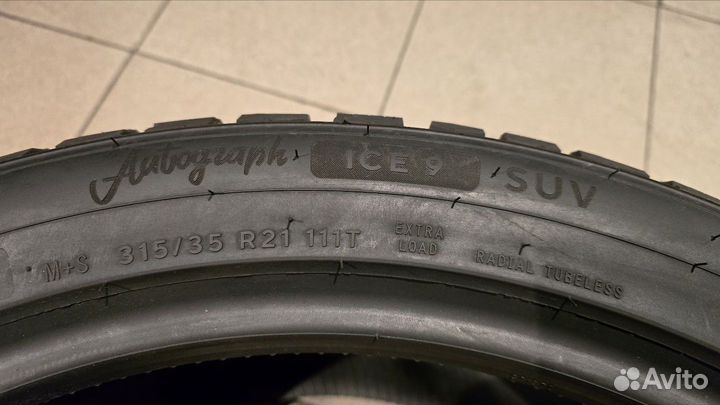 Autograph ICE 9 SUV
M+S 315/35 R21 111T EXTRA LOAD RADIAL TUBELESS
Avito